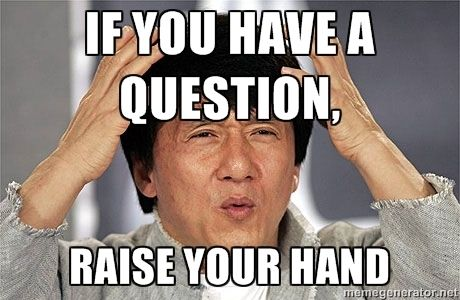 IF YOU HAVE A
QUESTION,
RAISE YOUR HAND
memegenerator.net